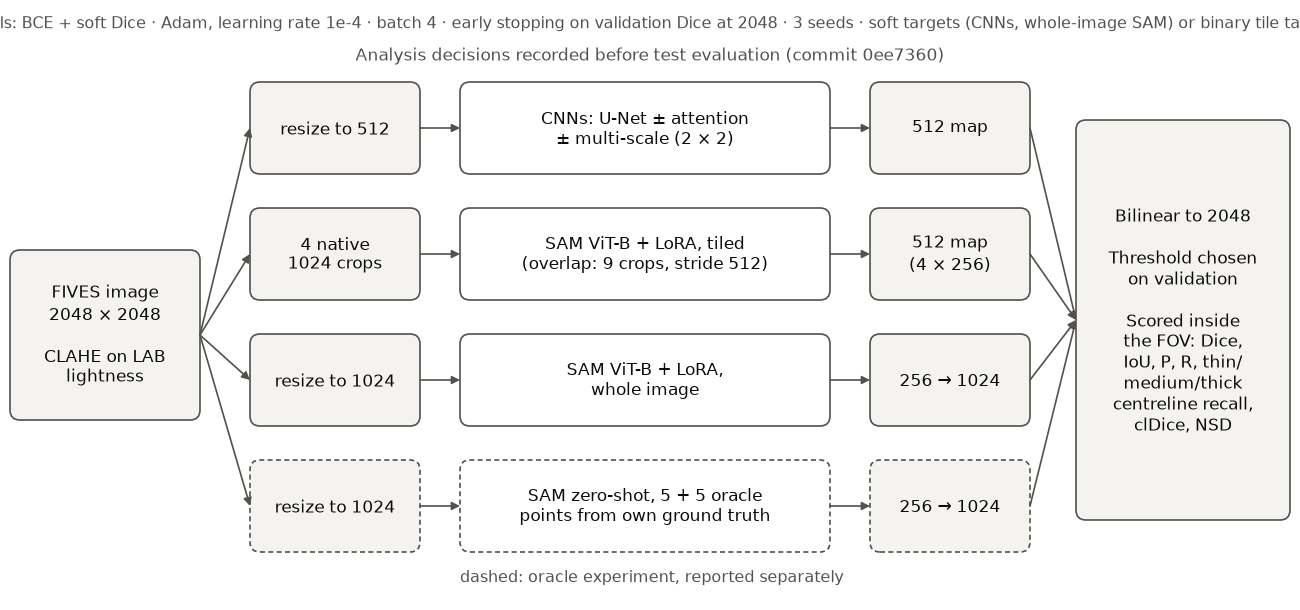 ls: BCE + soft Dice · Adam, learning rate 1e-4 · batch 4 · early stopping on validation Dice at 2048 · 3 seeds · soft targets (CNNs, whole-image SAM) or binary tile ta
Analysis decisions recorded before test evaluation (commit 0ee7360)
FIVES image
2048 × 2048
CLAHE on LAB
lightness
resize to 512
CNNs: U-Net ± attention
± multi-scale (2 × 2)
512 map
4 native
1024 crops
SAM ViT-B + LoRA, tiled
(overlap: 9 crops, stride 512)
512 map
(4 × 256)
resize to 1024
SAM ViT-B + LoRA,
whole image
256 → 1024
resize to 1024
SAM zero-shot, 5 + 5 oracle
points from own ground truth
256 → 1024
Bilinear to 2048
Threshold chosen
on validation
Scored inside
the FOV: Dice,
IoU, P, R, thin/
medium/thick
centreline recall,
clDice, NSD
dashed: oracle experiment, reported separately